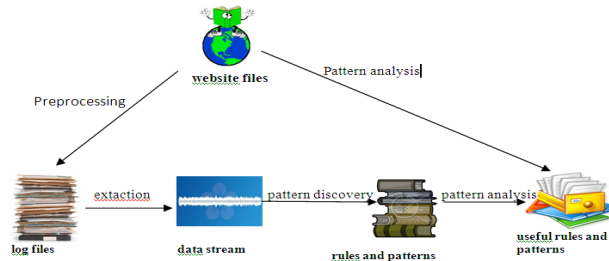 website files
Pattern analysis
Preprocessing
extaction
pattern discovery
pattern analysis
log files
data stream
rules and patterns
useful rules and
patterns